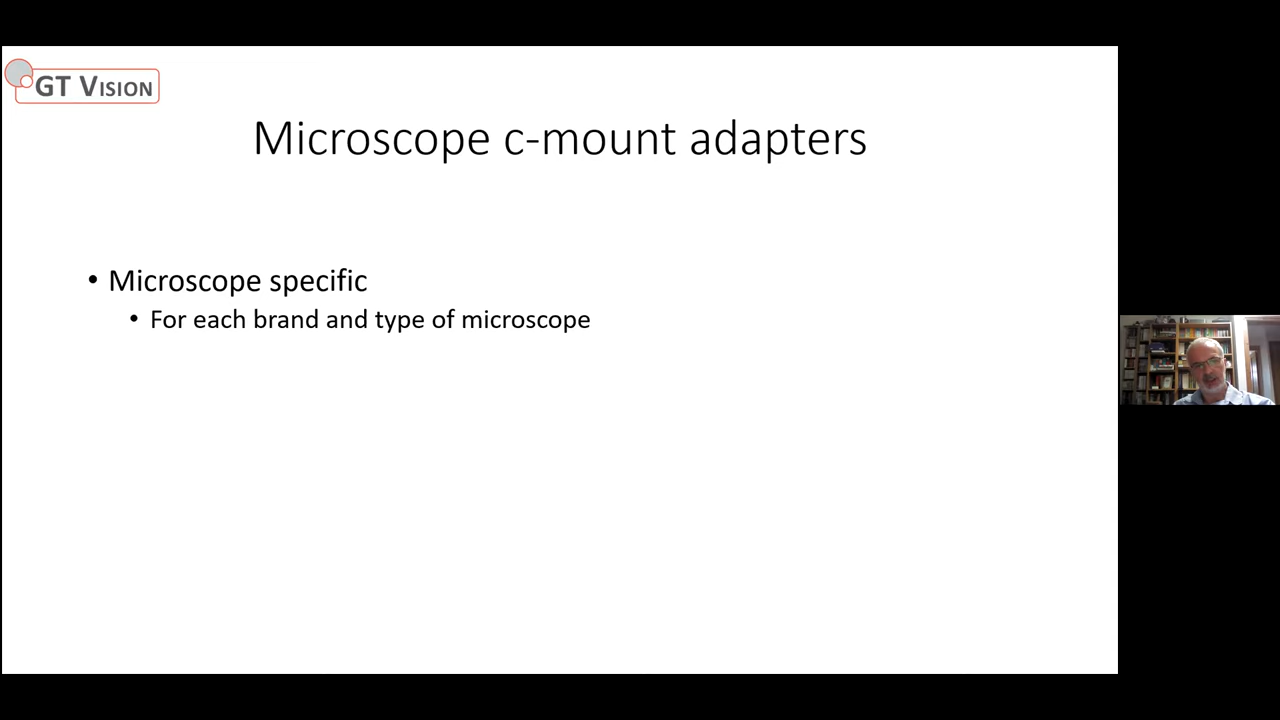 GT VISION
Microscope c-mount adapters
• Microscope specific
• For each brand and type of microscope